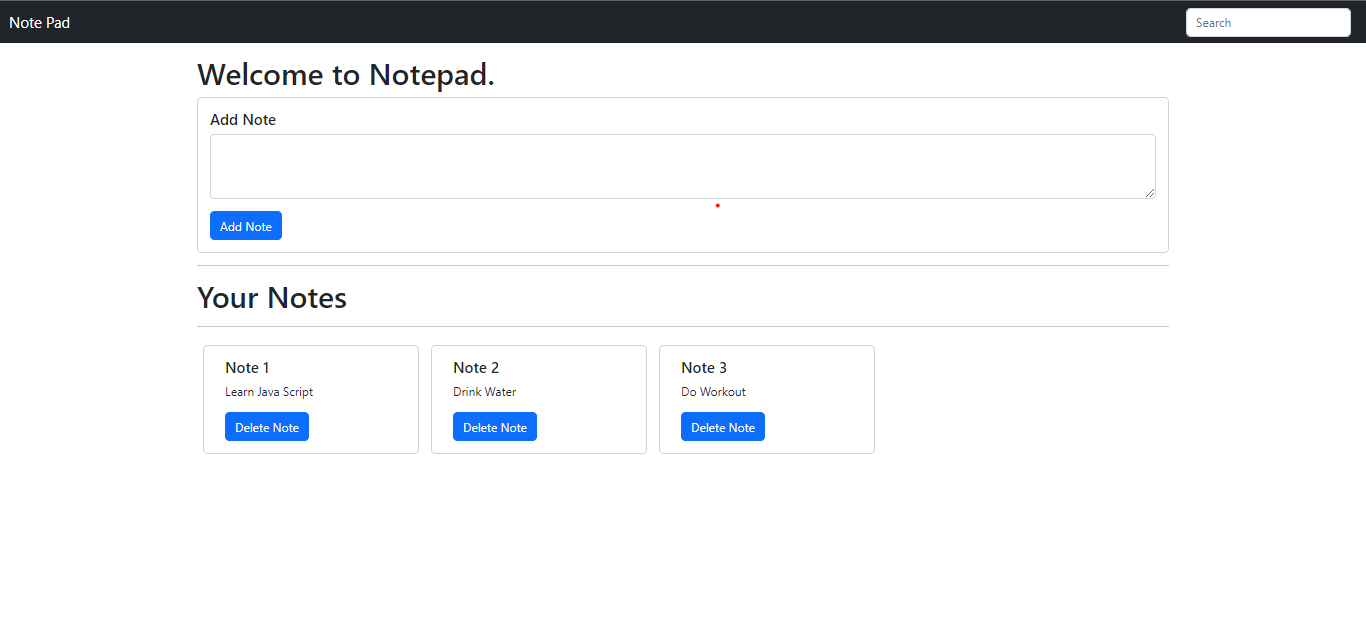 Note Pad
Search
Welcome to Notepad.
Add Note
Add Note
Your Notes
Note 1
Learn Java Script
Delete Note
Note 2
Drink Water
Delete Note
Note 3
Do Workout
Delete Note